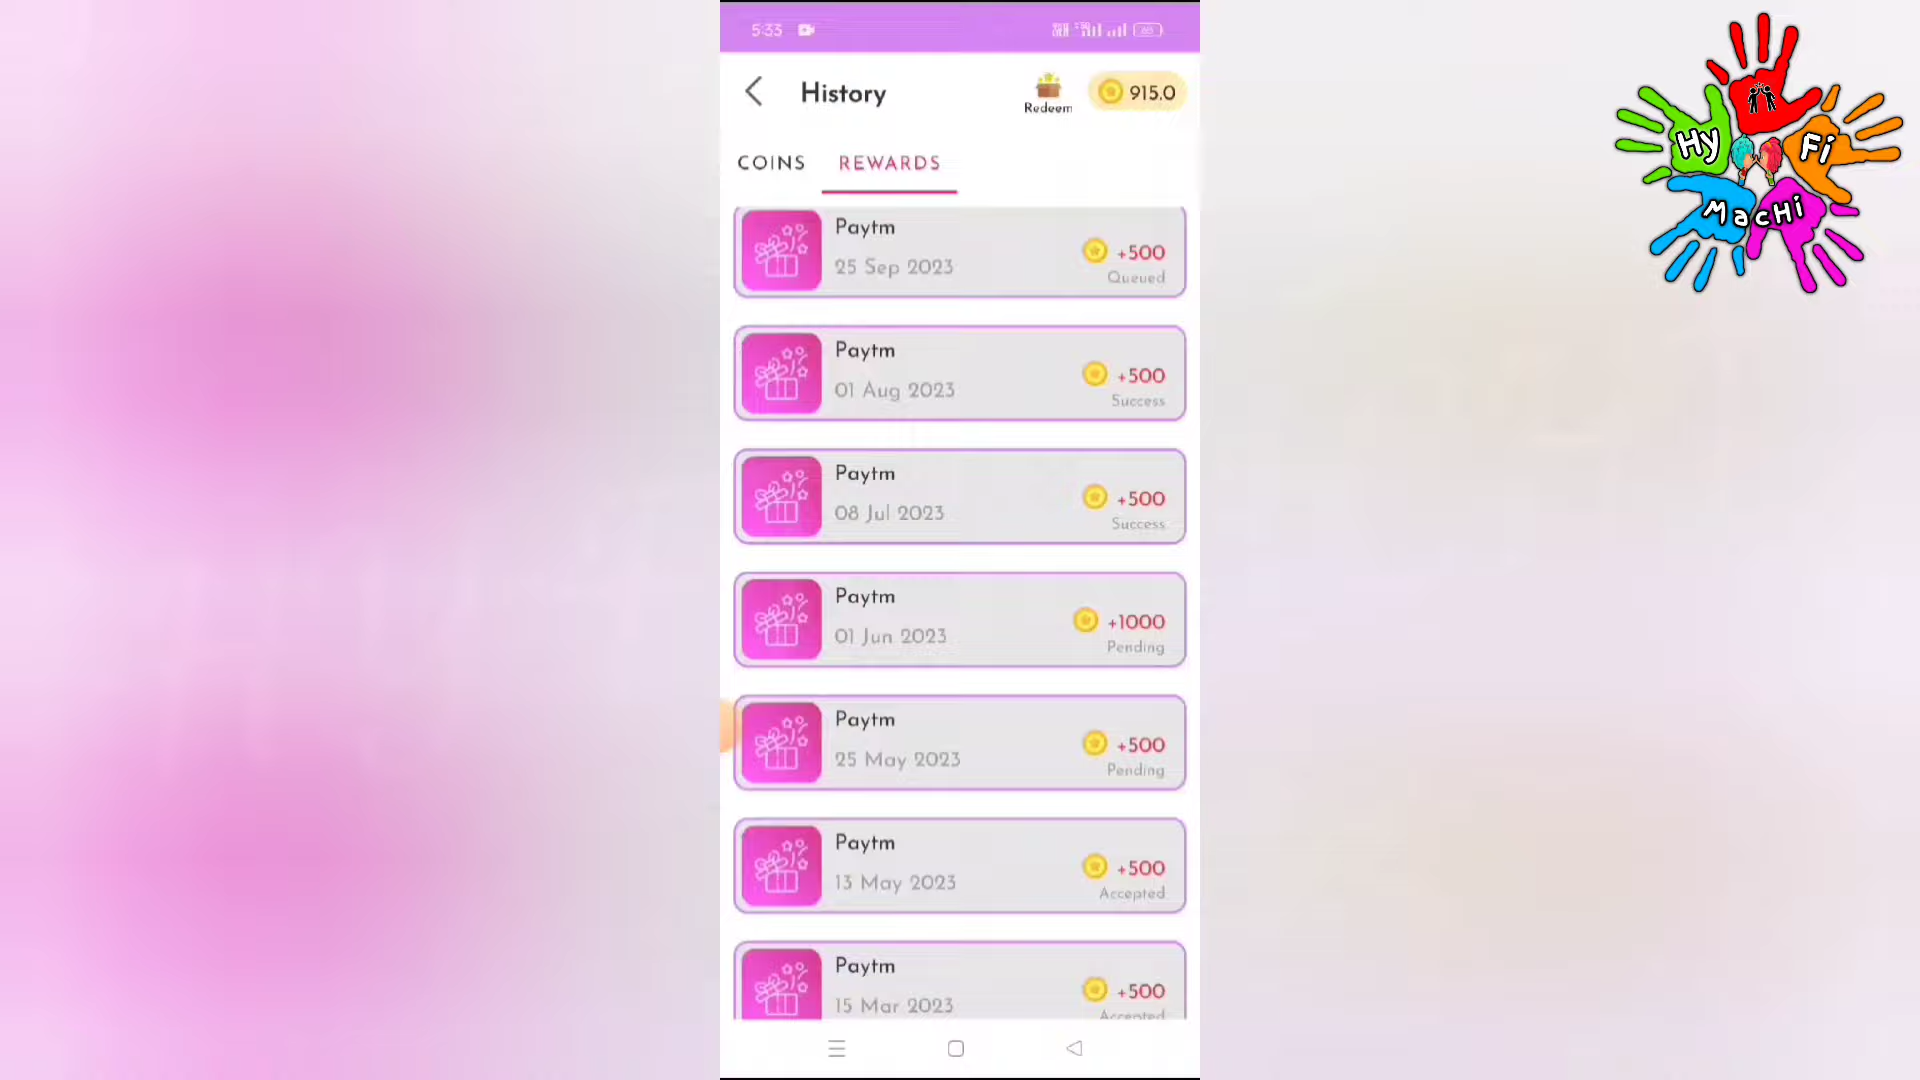 5:33
History
Redeem
915.0
COINS
REWARDS
Paytm
25 Sep 2023
+500
Queued
Paytm
01 Aug 2023
+500
Success
Paytm
08 Jul 2023
+500
Success
Paytm
01 Jun 2023
+1000
Pending
Paytm
25 May 2023
+500
Pending
Paytm
13 May 2023
+500
Accepted
Paytm
15 Mar 2023
+500
Accepted
Hy
Fi
MacHi